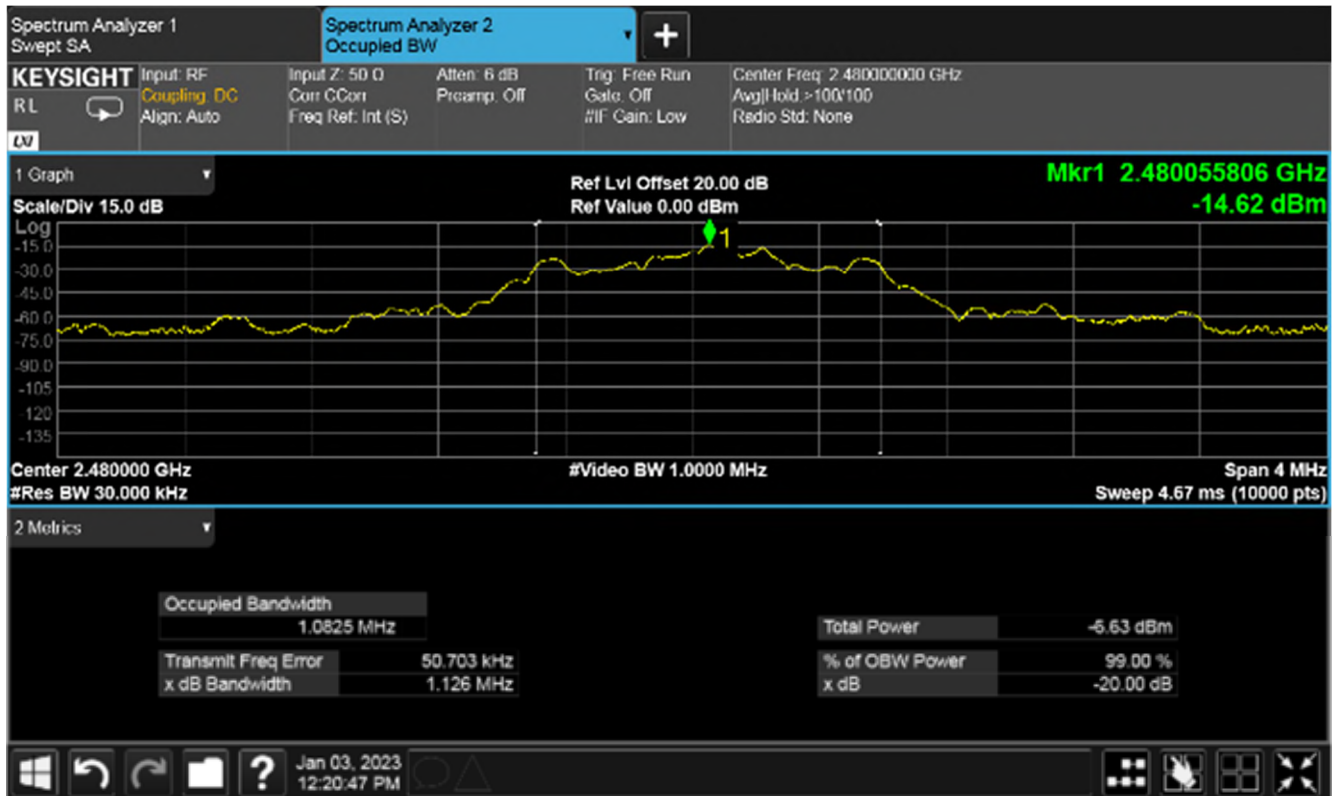 Spectrum Analyzer 1
Swept SA
Spectrum Analyzer 2
Occupied BW
+
KEYSIGHT
RL
LXI
Input: RF
Coupling: DC
Align: Auto
Input Z: 50 Ω
Corr CCorr
Freq Ref: Int (S)
Atten: 6 dB
Preamp: Off
Trig: Free Run
Gate: Off
#IF Gain: Low
Center Freq: 2.480000000 GHz
Avg|Hold:>100/100
Radio Std: None
1 Graph
Scale/Div 15.0 dB
Ref Lvl Offset 20.00 dB
Ref Value 0.00 dBm
Mkr1 2.480055806 GHz
-14.62 dBm
Log
-15.0
-30.0
-45.0
-60.0
-75.0
-90.0
-105
-120
-135
1
Center 2.480000 GHz
#Res BW 30.000 kHz
#Video BW 1.0000 MHz
Span 4 MHz
Sweep 4.67 ms (10000 pts)
2 Metrics
Occupied Bandwidth
1.0825 MHz
Transmit Freq Error 50.703 kHz
x dB Bandwidth 1.126 MHz
Total Power
% of OBW Power 99.00 %
x dB -20.00 dB
?
Jan 03, 2023
12:20:47 PM